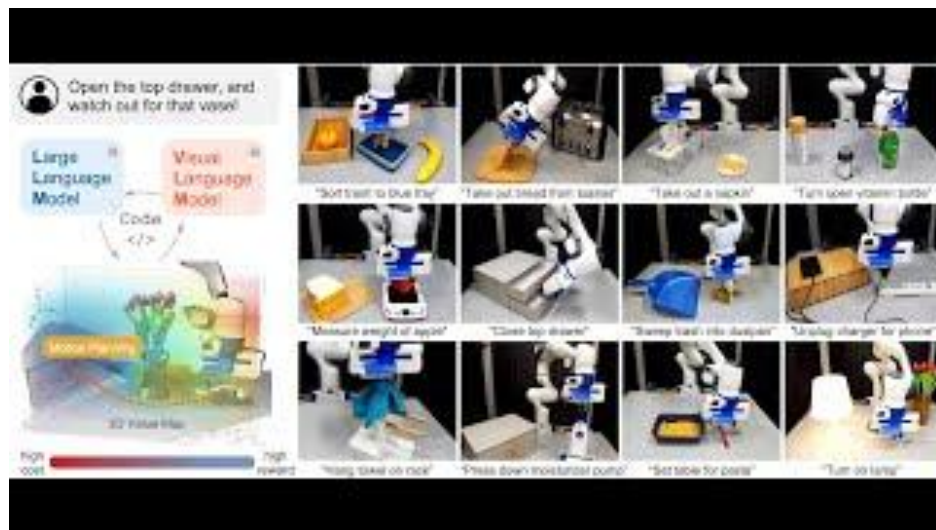 Open the top drawer, and
watch out for that vase!
Large
Language
Model
Visual
Language
Model
Code
</>
Motion Planning
3D Value Map
high
cost
high
reward
"Sort trash to blue tray"
"Take out bread from toaster"
"Take out a napkin"
"Turn open vitamin bottle"
"Measure weight of apple"
"Close top drawer"
"Sweep trash into dustpan"
"Unplug charger for phone"
"Hang towel on rack"
"Press down moisturizer pump"
"Set table for pasta"
"Turn on lamp"